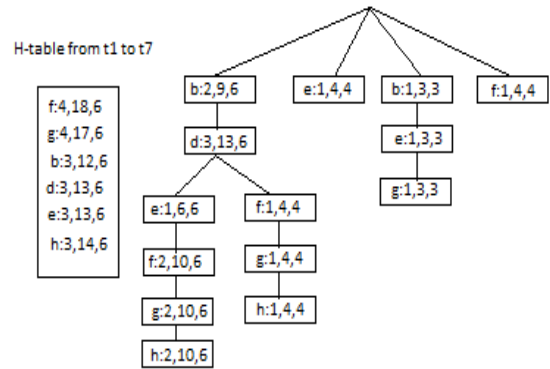 H-table from t1 to t7
f:4,18,6
g:4,17,6
b:3,12,6
d:3,13,6
e:3,13,6
h:3,14,6
b:2,9,6 e:1,4,4 b:1,3,3 f:1,4,4
d:3,13,6 e:1,3,3
g:1,3,3
e:1,6,6 f:1,4,4
f:2,10,6 g:1,4,4
g:2,10,6 h:1,4,4
h:2,10,6